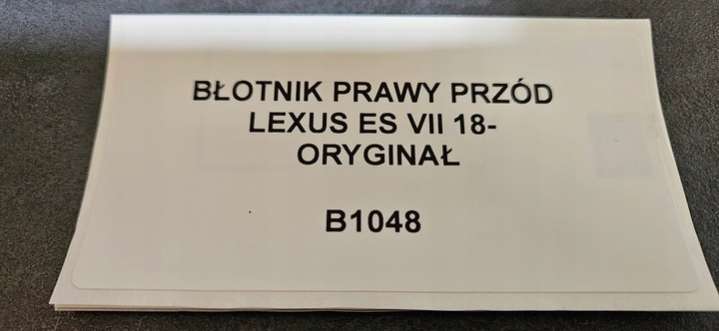 BŁOTNIK PRAWY PRZÓD
LEXUS ES VII 18-
ORYGINAŁ
B1048